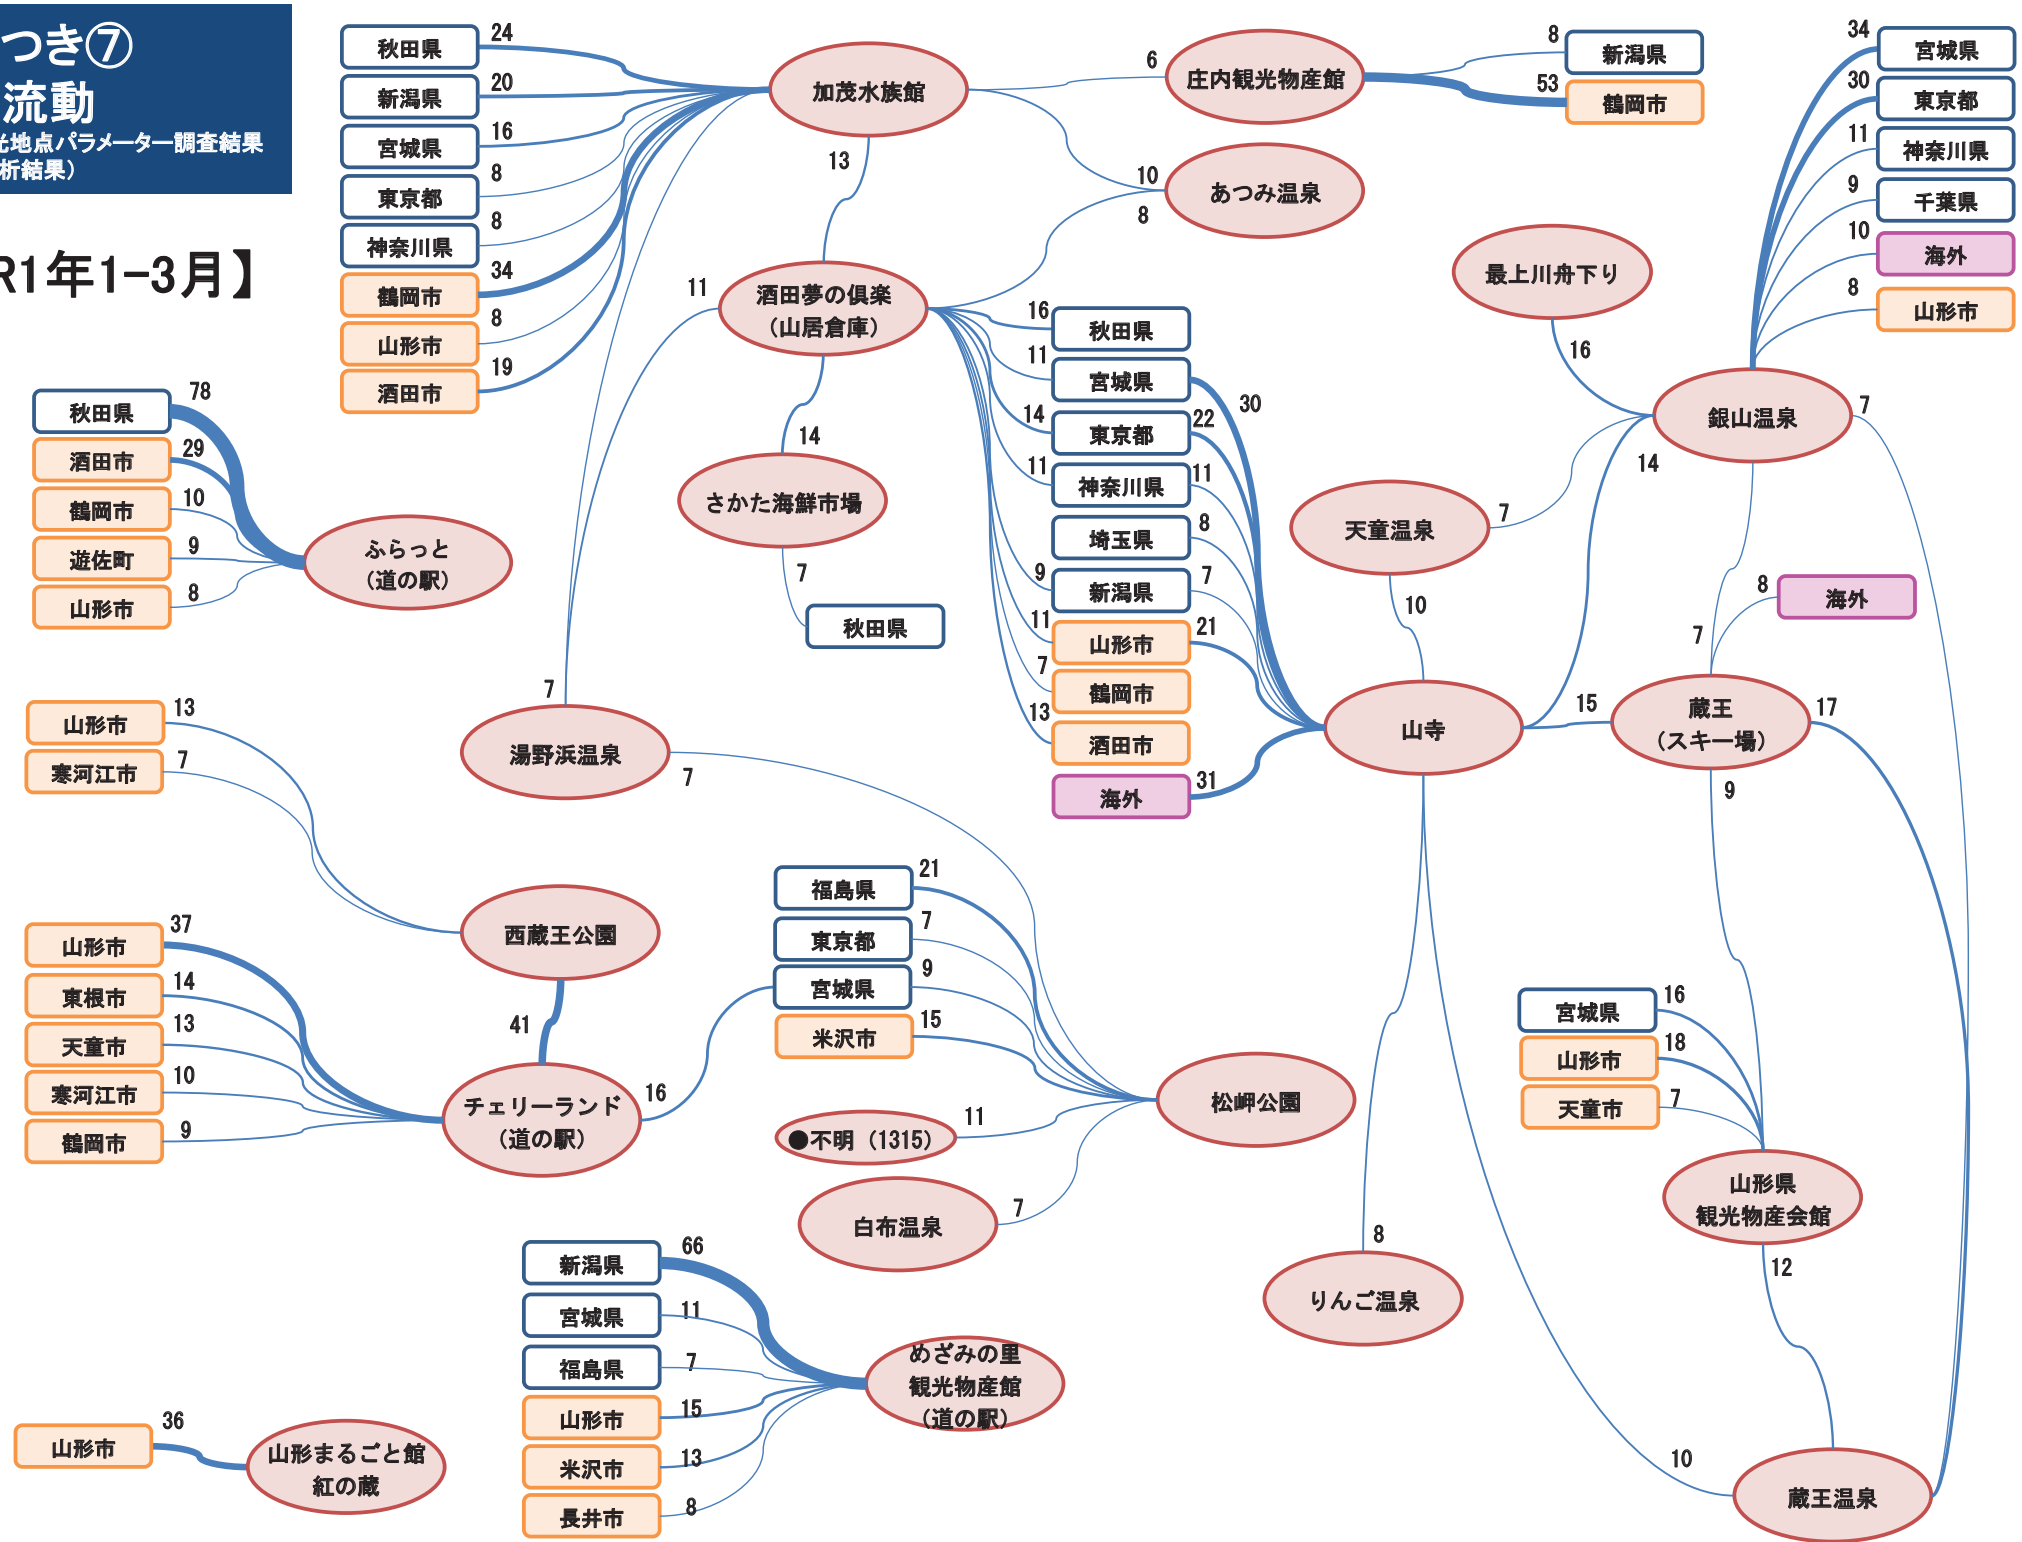 つき⑦
流動
光地点パラメーター調査結果
析結果）
R1年1−3月】
秋田県
24
新潟県
20
宮城県
16
東京都
8
神奈川県
8
鶴岡市
34
山形市
8
酒田市
19
加茂水族館
6
庄内観光物産館
8
新潟県
53
鶴岡市
13
10
あつみ温泉
8
34
宮城県
30
東京都
11
神奈川県
9
千葉県
10
海外
8
山形市
最上川舟下り
16
11
酒田夢の倶楽
（山居倉庫）
16
秋田県
11
宮城県
30
14
東京都
22
11
神奈川県
11
埼玉県
8
9
新潟県
7
11
山形市
21
7
鶴岡市
13
酒田市
海外
31
銀山温泉
7
14
天童温泉
7
10
14
さかた海鮮市場
7
秋田県
秋田県
78
酒田市
29
鶴岡市
10
遊佐町
9
山形市
8
ふらっと
（道の駅）
8
海外
7
7
湯野浜温泉
7
山寺
15
蔵王
（スキー場）
17
9
山形市
13
寒河江市
7
西蔵王公園
41
山形市
37
東根市
14
天童市
13
寒河江市
10
鶴岡市
9
チェリーランド
（道の駅）
16
福島県
21
東京都
7
宮城県
9
米沢市
15
●不明（1315）
11
白布温泉
7
松岬公園
宮城県
16
山形市
18
天童市
7
山形県
観光物産会館
12
8
りんご温泉
新潟県
66
宮城県
11
福島県
7
山形市
15
米沢市
13
長井市
8
めざみの里
観光物産館
（道の駅）
山形市
36
山形まるごと館
紅の蔵
10
蔵王温泉